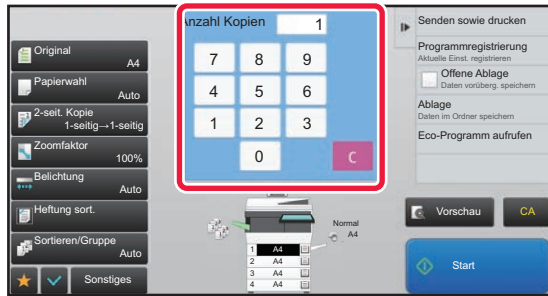 Original
A4
Papierwahl
Auto
2-seit. Kopie
1-seitig→1-seitig
Zoomfaktor
100%
Belichtung
Auto
Heftung sort.
Sortieren/Gruppe
Auto
Sonstiges
Anzahl Kopien 1
7 8 9
4 5 6
1 2 3
0 C
Normal
A4
1 A4
2 A4
3 A4
4 A4
Senden sowie drucken
Programmregistrierung
Aktuelle Einst. registrieren
Offene Ablage
Daten vorüberg. speichern
Ablage
Daten im Ordner speichern
Eco-Programm aufrufen
Vorschau CA
Start